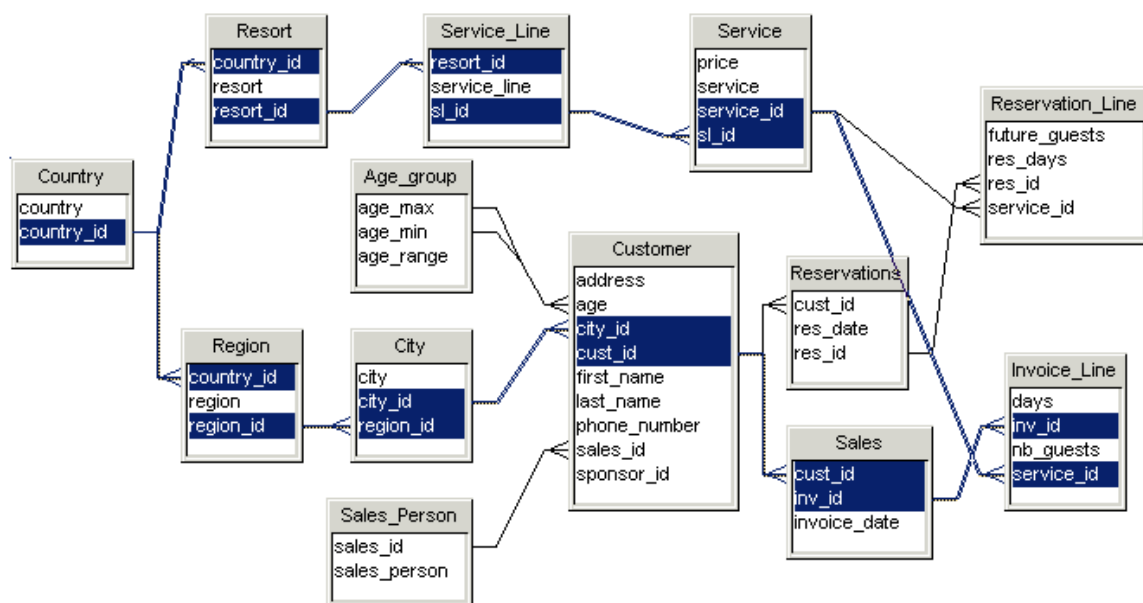 Resort
country_id
resort
resort_id
Service_Line
resort_id
service_line
sl_id
Service
price
service
service_id
sl_id
Reservation_Line
future_guests
res_days
res_id
service_id
Country
country
country_id
Age_group
age_max
age_min
age_range
Customer
address
age
city_id
cust_id
first_name
last_name
phone_number
sales_id
sponsor_id
Reservations
cust_id
res_date
res_id
Region
country_id
region
region_id
City
city
city_id
region_id
Invoice_Line
days
inv_id
nb_guests
service_id
Sales
cust_id
inv_id
invoice_date
Sales_Person
sales_id
sales_person